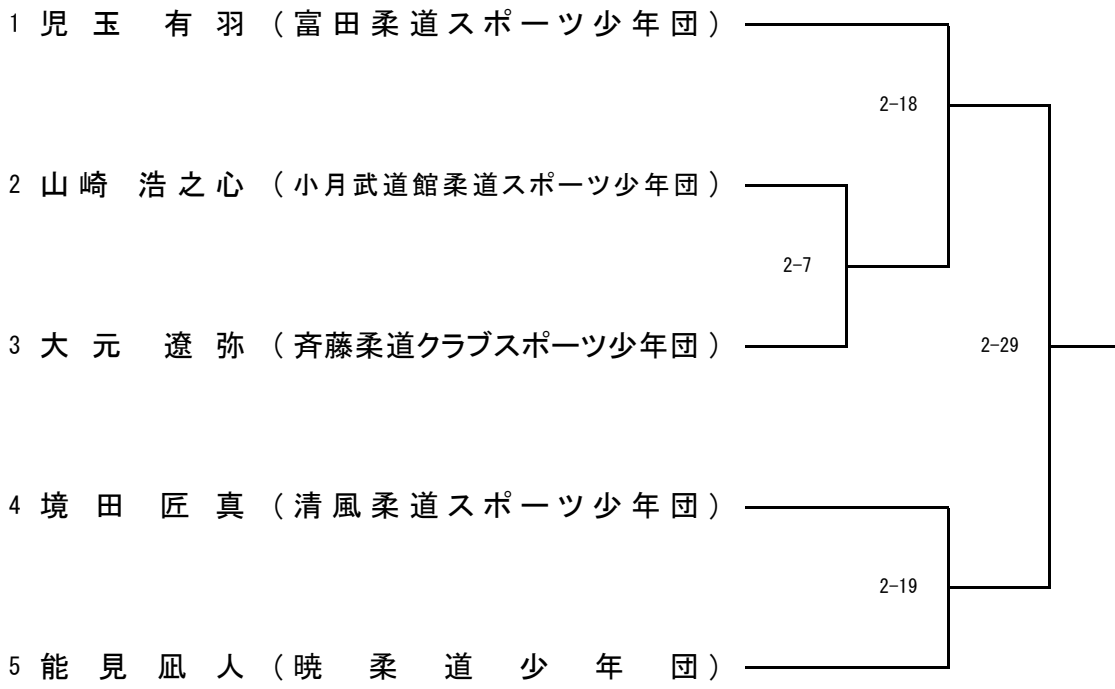 1 児玉 有羽 (富田柔道スポーツ少年団)
2-18
2 山崎 浩之心 (小月武道館柔道スポーツ少年団)
2-7
3 大元 遼弥 (斉藤柔道クラブスポーツ少年団)
2-29
4 境田 匠真 (清風柔道スポーツ少年団)
2-19
5 能見凪人 (暁柔道少年団)